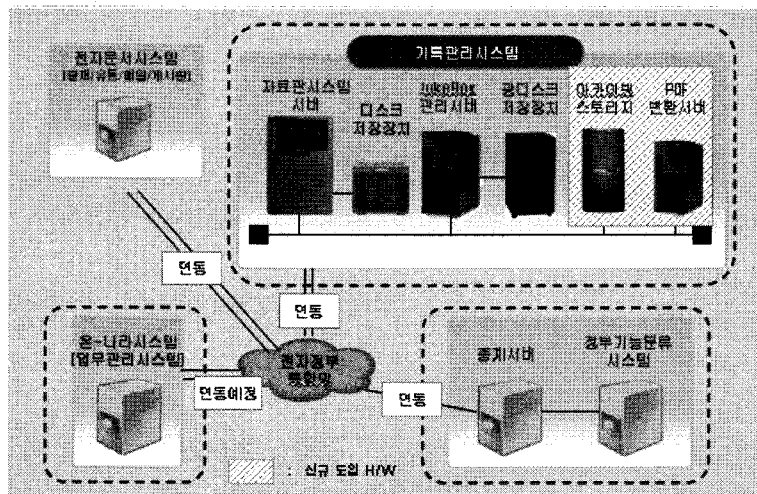 전자문서시스템
[결재/유통/메일/게시판]
기록관리시스템
자료관시스템
서버
디스크
저장장치
JukeBox
관리서버
광디스크
저장장치
아카이빙
스토리지
PDF
변환서버
연동
연동
온-나라시스템
[업무관리시스템]
연동예정
전자정부
통합망
연동
중계서버
정부기능분류
시스템
: 신규 도입 H/W